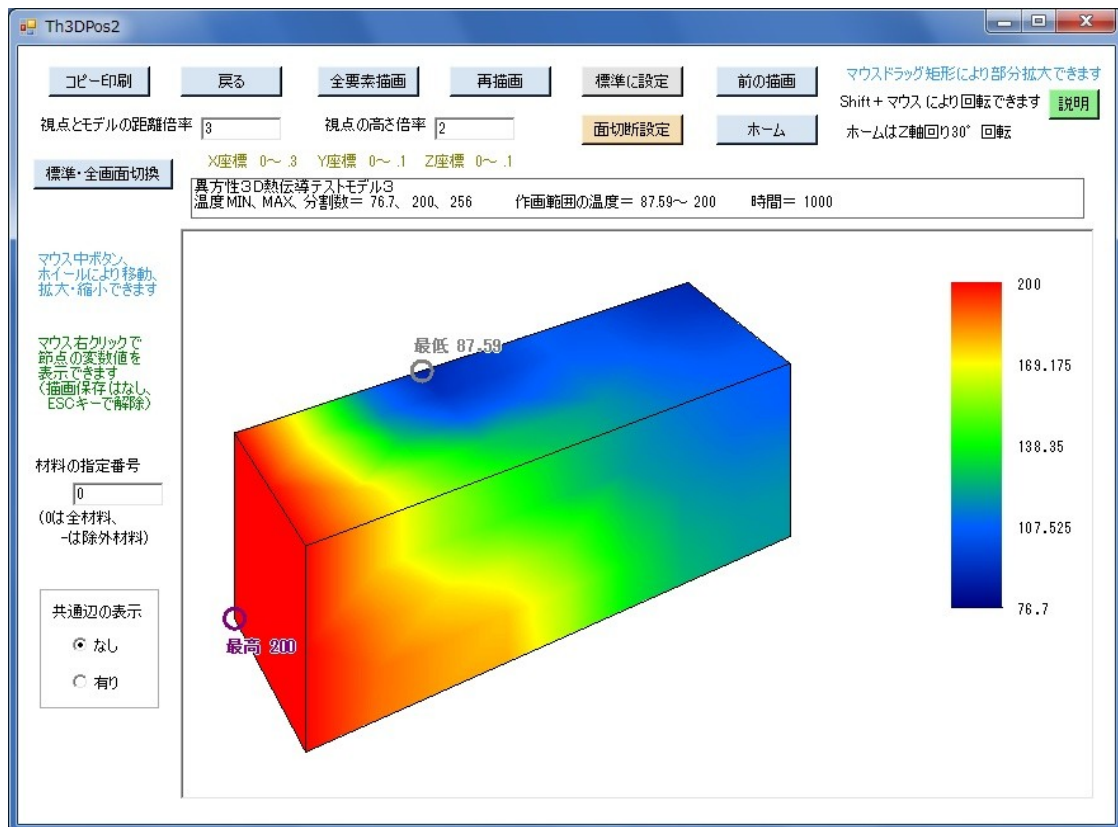 Th3DPos2
コピー印刷
戻る
全要素描画
再描画
標準に設定
前の描画
マウスドラッグ矩形により部分拡大できます
Shift+マウスにより回転できます
説明
視点とモデルの距離倍率 3
視点の高さ倍率 2
面切断設定
ホーム
ホームはZ軸回り30° 回転
標準・全画面切換
X座標 0~ .3 Y座標 0~ .1 Z座標 0~ .1
異方性3D熱伝導テストモデル3
温度MIN、MAX、分割数= 76.7、 200、 256 作画範囲の温度= 87.59~ 200 時間= 1000
マウス中ボタン、
ホイールにより移動、
拡大・縮小できます
マウス右クリックで
節点の変数値を
表示できます
(描画保存はなし、
ESCキーで解除)
材料の指定番号
0
(0は全材料、
-は除外材料)
共通辺の表示
なし
有り
最低 87.59
最高 200
200
169.175
138.35
107.525
76.7